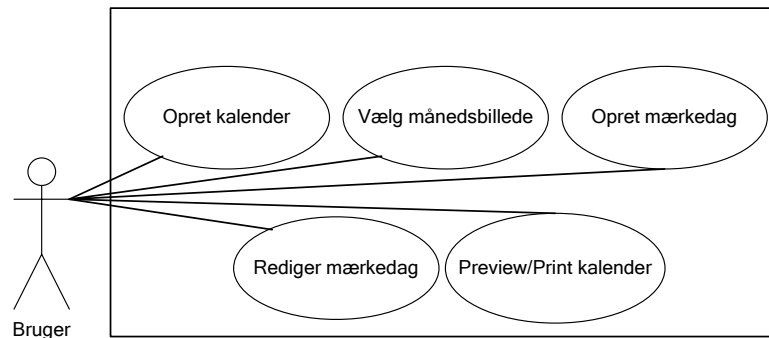 Opret kalender
Vælg månedsbillede
Opret mærkedag
Rediger mærkedag
Preview/Print kalender
Bruger